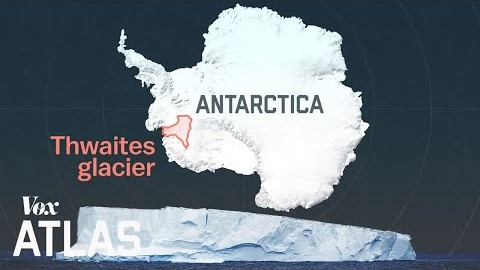 ANTARCTICA
Thwaites
glacier
Vox
ATLAS